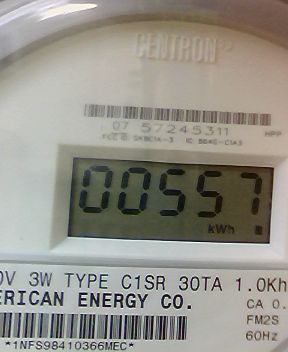 CENTRON
07 57245311 HPP
00557
kWh
0V 3W TYPE C1SR 30TA 1.0Kh
ERICAN ENERGY CO.
CA 0.
FM2S
60Hz
*1NFS98410366MEC*